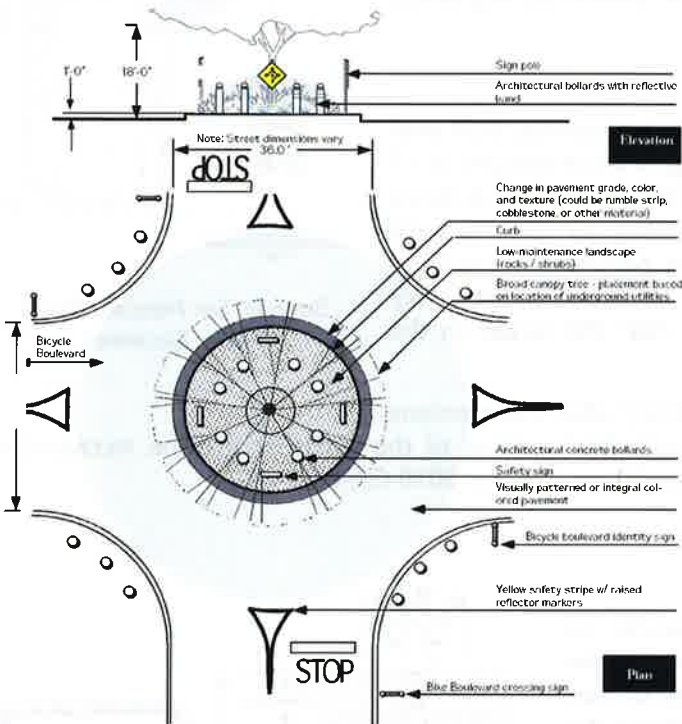 1'-0"
18'-0"
Sign pole
Architectural bollards with reflective
band
Elevation
Note: Street dimensions vary
36.0'
STOP
Change in pavement grade, color,
and texture (could be rumble strip,
cobblestone, or other material)
Curb
Low-maintenance landscape
(rocks / shrubs)
Broad canopy tree - placement based
on location of underground utilities
Bicycle
Boulevard
Architectural concrete bollards
Safety sign
Visually patterned or integral col-
ored pavement
Bicycle boulevard identity sign
Yellow safety stripe w/ raised
reflector markers
STOP
Plan
Bike Boulevard crossing sign